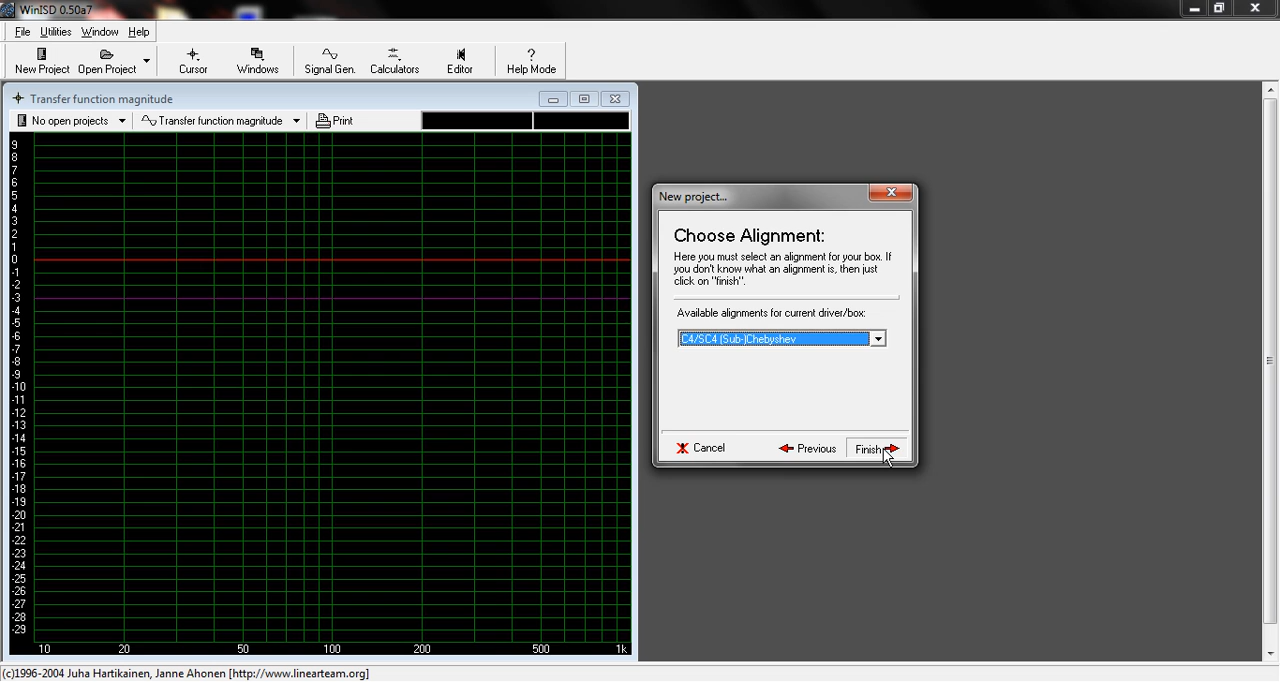 WinISD 0.50a7
File Utilities Window Help
New Project Open Project Cursor Windows Signal Gen. Calculators Editor ? Help Mode
Transfer function magnitude
No open projects Transfer function magnitude Print
9
8
7
6
5
4
3
2
1
0
-1
-2
-3
-4
-5
-6
-7
-8
-9
-10
-11
-12
-13
-14
-15
-16
-17
-18
-19
-20
-21
-22
-23
-24
-25
-26
-27
-28
-29
10 20 50 100 200 500 1k
New project...
Choose Alignment:
Here you must select an alignment for your box. If
you don't know what an alignment is, then just
click on "finish".
Available alignments for current driver/box:
C4/SC4 (Sub-)Chebyshev
Cancel Previous Finish
(c)1996-2004 Juha Hartikainen, Janne Ahonen [http://www.linearteam.org]